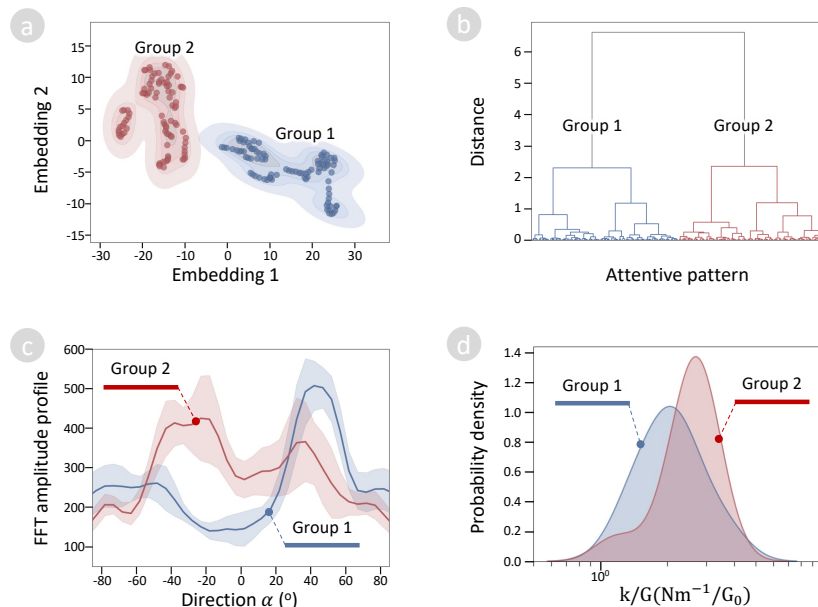 a
Group 2
Group 1
Embedding 2
15
10
5
0
-5
-10
15
-30
-20
-10
0
10
20
30
Embedding 1
b
Group 1
Group 2
Distance
6
5
4
3
2
1
0
Attentive pattern
c
Group 2
Group 1
FFT amplitude profile
600
500
400
300
200
100
-80
-60
-40
-20
0
20
40
60
80
Direction α (o)
d
Group 1
Group 2
Probability density
1.4
1.2
1.0
0.8
0.6
0.4
0.2
0.0
10⁰
k/G(Nm⁻¹/G₀)